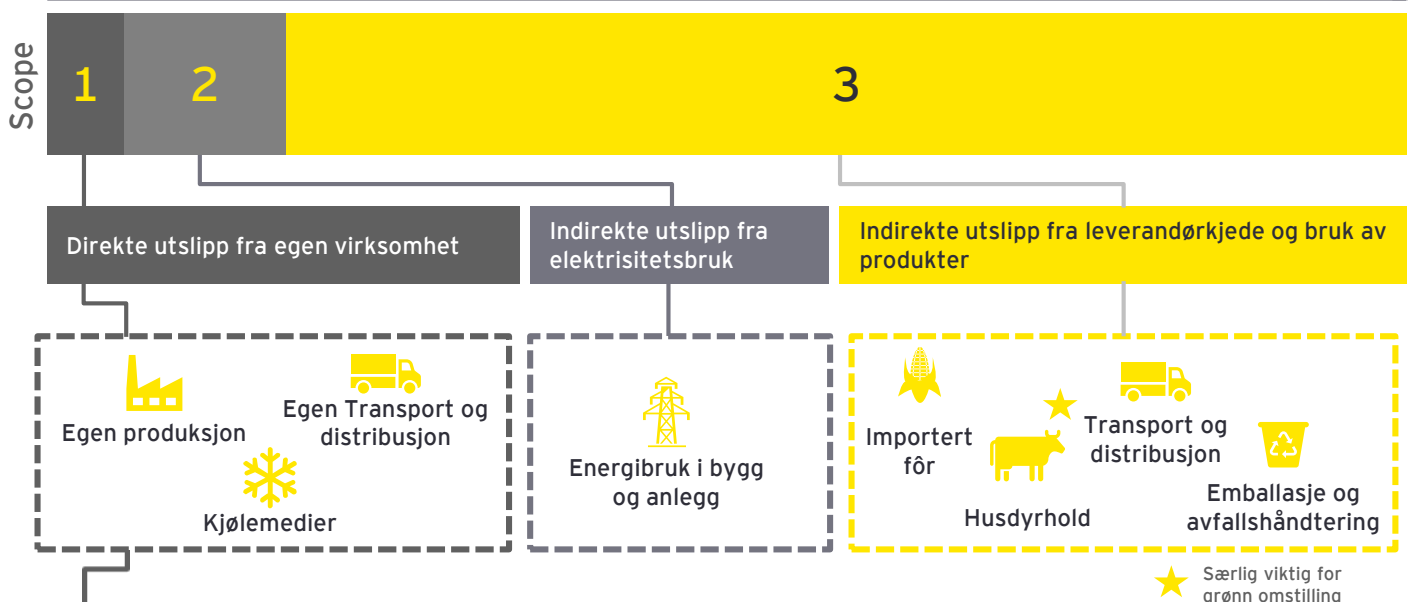 Scope
1
2
3
Direkte utslipp fra egen virksomhet
Indirekte utslipp fra
elektrisitetsbruk
Indirekte utslipp fra leverandørkjede og bruk av
produkter
Egen produksjon
Egen Transport og
distribusjon
Kjølemedier
Energibruk i bygg
og anlegg
Importert
fôr
Husdyrhold
Transport og
distribusjon
Emballasje og
avfallshåndtering
Særlig viktig for
grønn omstilling